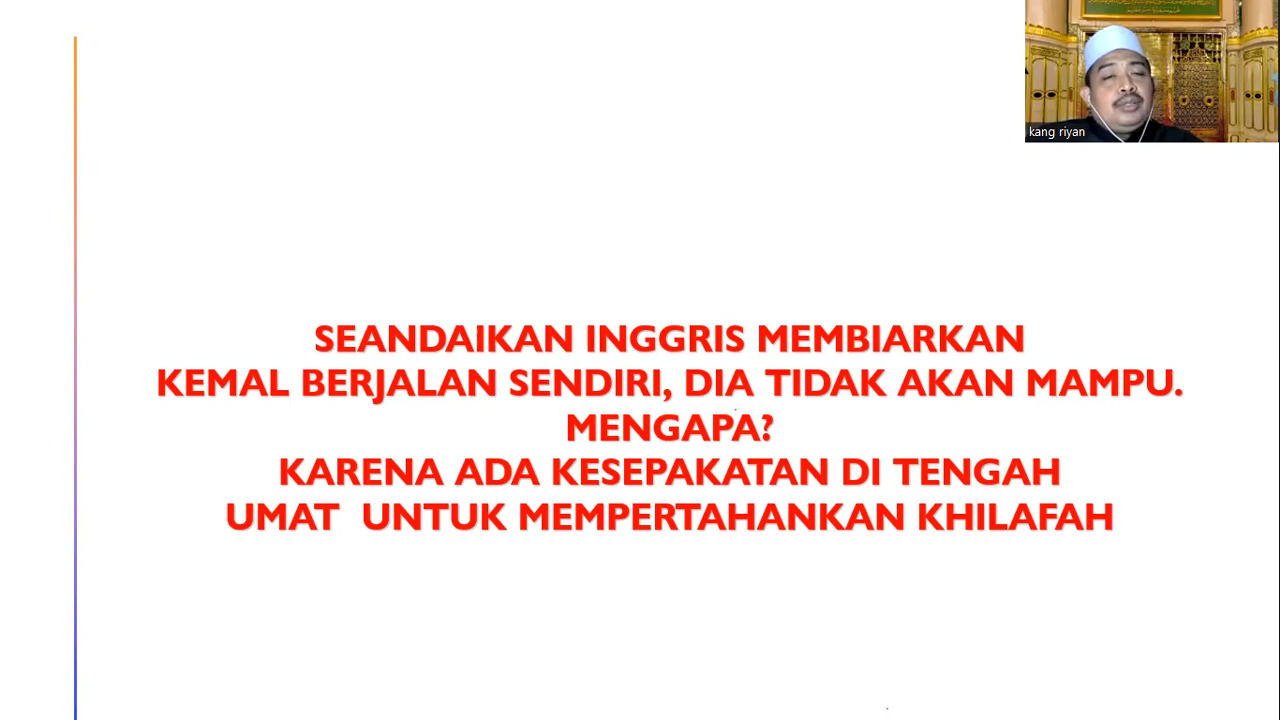 kang riyan
SEANDAIKAN INGGRIS MEMBIARKAN
KEMAL BERJALAN SENDIRI, DIA TIDAK AKAN MAMPU.
MENGAPA?
KARENA ADA KESEPAKATAN DI TENGAH
UMAT UNTUK MEMPERTAHANKAN KHILAFAH